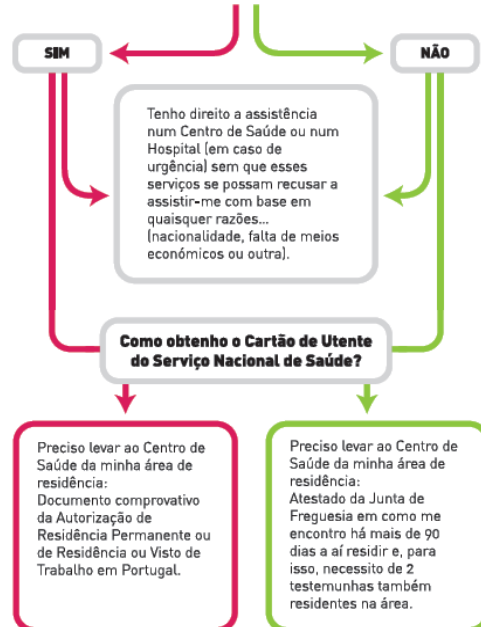 SIM
NÃO
Tenho direito a assistência
num Centro de Saúde ou num
Hospital (em caso de
urgência) sem que esses
serviços se possam recusar a
assistir-me com base em
quaisquer razões...
(nacionalidade, falta de meios
económicos ou outra).
Como obtenho o Cartão de Utente
do Serviço Nacional de Saúde?
Preciso levar ao Centro de
Saúde da minha área de
residência:
Documento comprovativo
da Autorização de
Residência Permanente ou
de Residência ou Visto de
Trabalho em Portugal.
Preciso levar ao Centro de
Saúde da minha área de
residência:
Atestado da Junta de
Freguesia em como me
encontro há mais de 90
dias a aí residir e, para
isso, necessito de 2
testemunhas também
residentes na área.